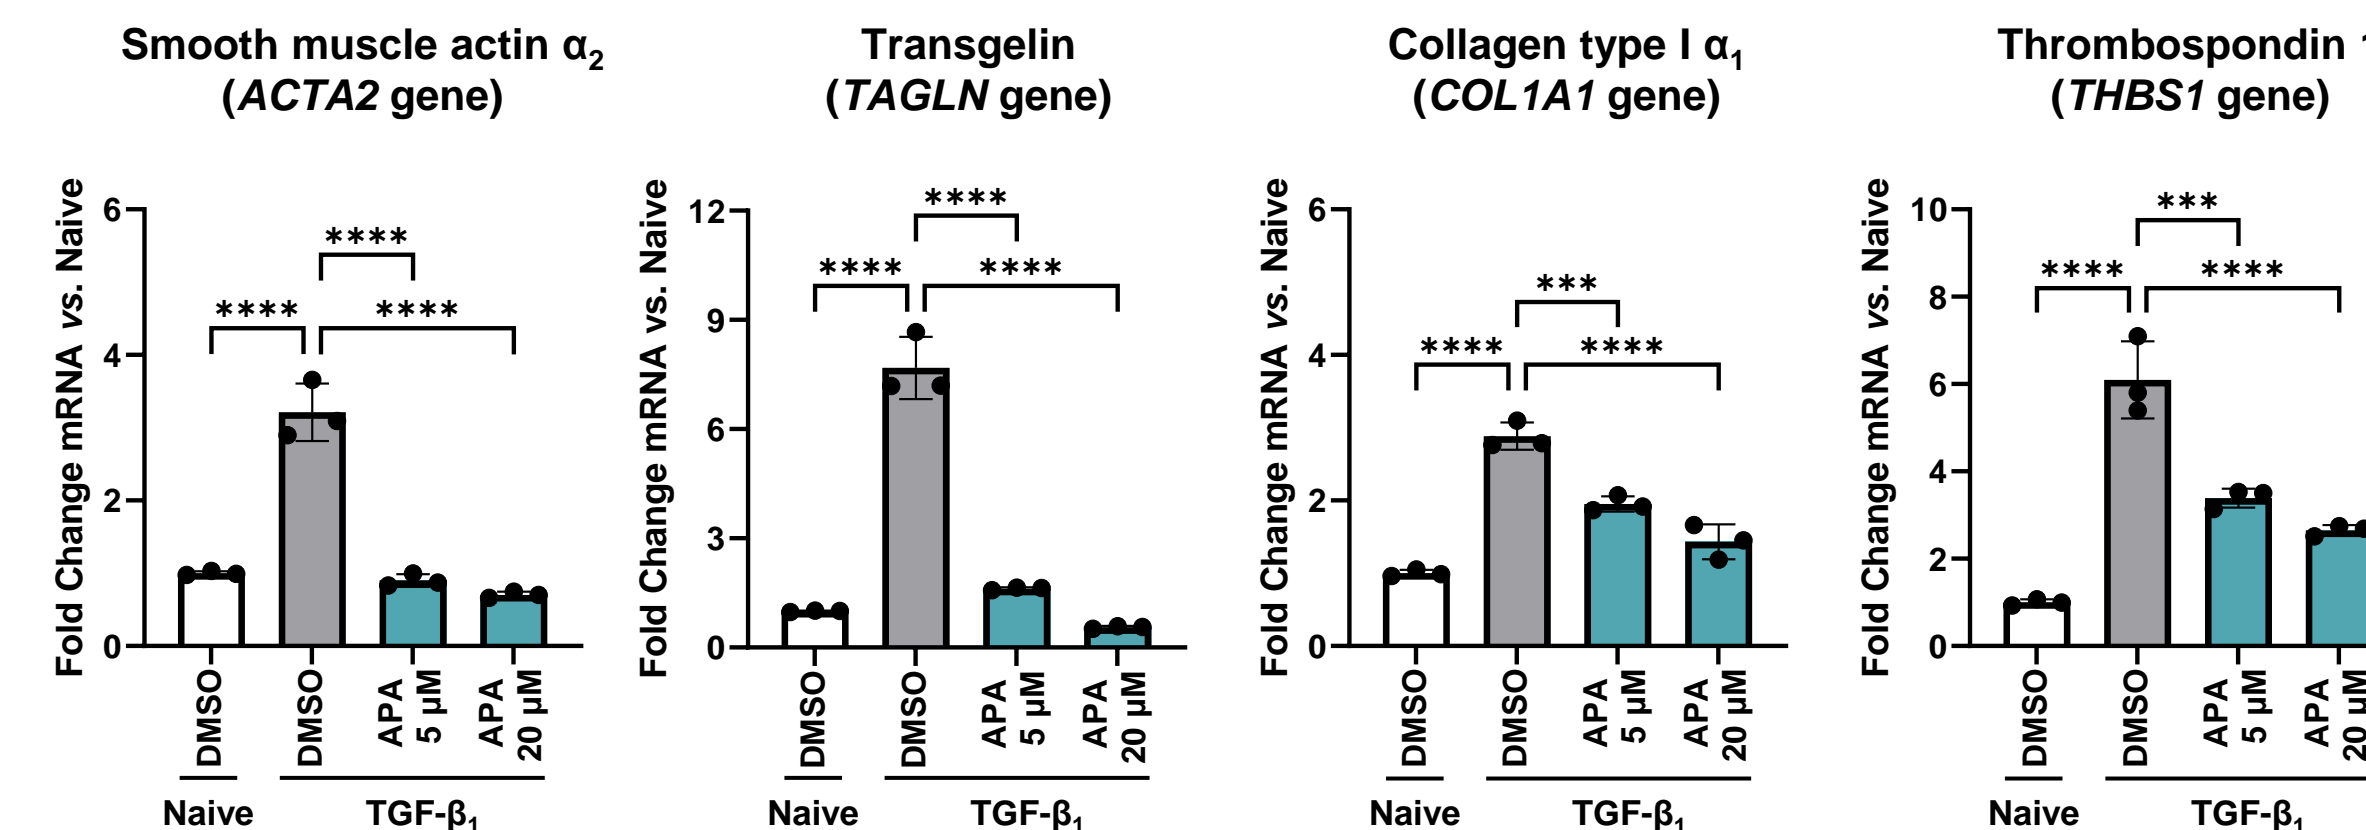 Smooth muscle actin α2
(ACTA2 gene)
Fold Change mRNA vs. Naive
6
4
2
0
****
****
****
DMSO
DMSO
APA
5 µM
APA
20 µM
Naive
TGF-β1
Transgelin
(TAGLN gene)
Fold Change mRNA vs. Naive
12
9
6
3
0
****
****
****
DMSO
DMSO
APA
5 µM
APA
20 µM
Naive
TGF-β1
Collagen type I α1
(COL1A1 gene)
Fold Change mRNA vs. Naive
6
4
2
0
***
****
****
DMSO
DMSO
APA
5 µM
APA
20 µM
Naive
TGF-β1
Thrombospondin
(THBS1 gene)
Fold Change mRNA vs. Naive
10
8
6
4
2
0
***
****
****
DMSO
DMSO
APA
5 µM
APA
20 µM
Naive
TGF-β1